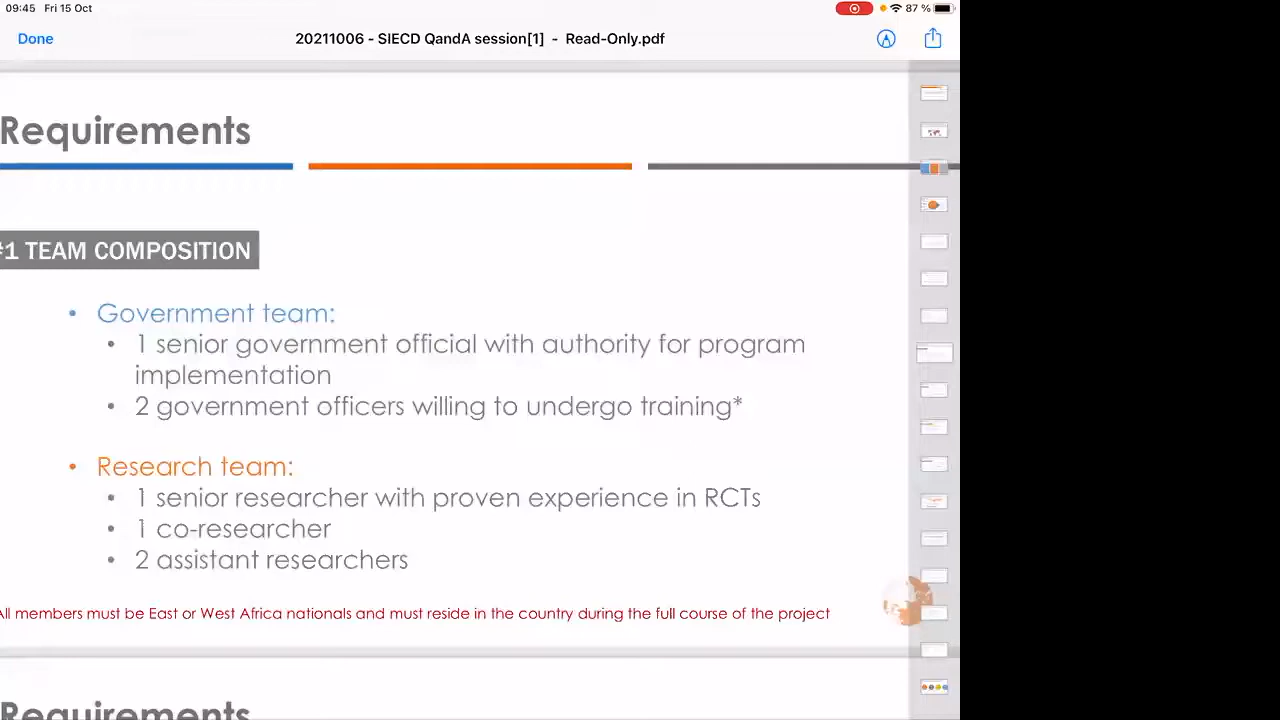 09:45 Fri 15 Oct 87 %
Done 20211006 - SIECD QandA session[1] - Read-Only.pdf
Requirements
#1 TEAM COMPOSITION
• Government team:
• 1 senior government official with authority for program
implementation
• 2 government officers willing to undergo training*
• Research team:
• 1 senior researcher with proven experience in RCTs
• 1 co-researcher
• 2 assistant researchers
All members must be East or West Africa nationals and must reside in the country during the full course of the project
Requirements